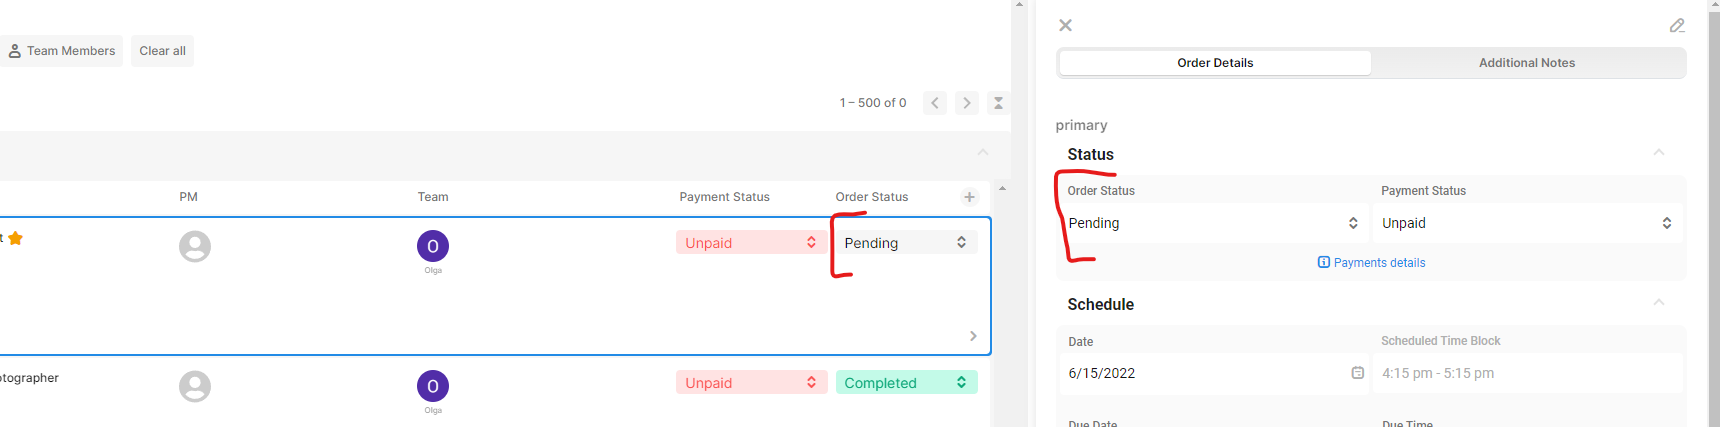 Team Members
Clear all
1 – 500 of 0
PM
Team
Payment Status
Order Status
t
O
Olga
Unpaid
Pending
otographer
O
Olga
Unpaid
Completed
Order Details
Additional Notes
primary
Status
Order Status
Payment Status
Pending
Unpaid
Payments details
Schedule
Date
Scheduled Time Block
6/15/2022
4:15 pm - 5:15 pm
Due Date
Due Time